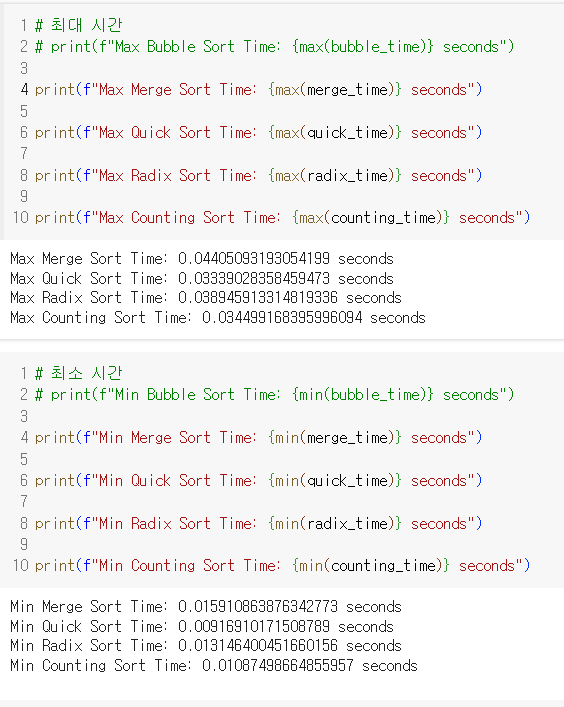 1 # 최대 시간
2 # print(f"Max Bubble Sort Time: {max(bubble_time)} seconds")
3
4 print(f"Max Merge Sort Time: {max(merge_time)} seconds")
5
6 print(f"Max Quick Sort Time: {max(quick_time)} seconds")
7
8 print(f"Max Radix Sort Time: {max(radix_time)} seconds")
9
10 print(f"Max Counting Sort Time: {max(counting_time)} seconds")
Max Merge Sort Time: 0.04405093193054199 seconds
Max Quick Sort Time: 0.03339028358459473 seconds
Max Radix Sort Time: 0.038945913314819336 seconds
Max Counting Sort Time: 0.034499168395996094 seconds
1 # 최소 시간
2 # print(f"Min Bubble Sort Time: {min(bubble_time)} seconds")
3
4 print(f"Min Merge Sort Time: {min(merge_time)} seconds")
5
6 print(f"Min Quick Sort Time: {min(quick_time)} seconds")
7
8 print(f"Min Radix Sort Time: {min(radix_time)} seconds")
9
10 print(f"Min Counting Sort Time: {min(counting_time)} seconds")
Min Merge Sort Time: 0.015910863876342773 seconds
Min Quick Sort Time: 0.00916910171508789 seconds
Min Radix Sort Time: 0.013146400451660156 seconds
Min Counting Sort Time: 0.01087498664855957 seconds